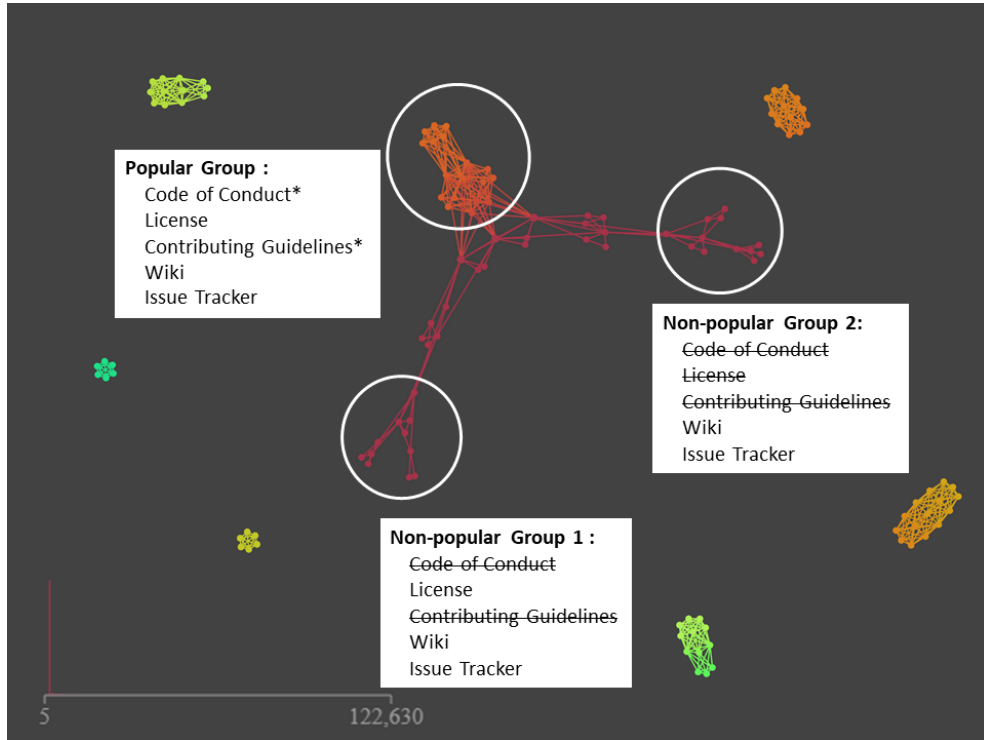 Popular Group :
Code of Conduct*
License
Contributing Guidelines*
Wiki
Issue Tracker
Non-popular Group 2:
Code of Conduct
License
Contributing Guidelines
Wiki
Issue Tracker
Non-popular Group 1 :
Code of Conduct
License
Contributing Guidelines
Wiki
Issue Tracker
5
122,630